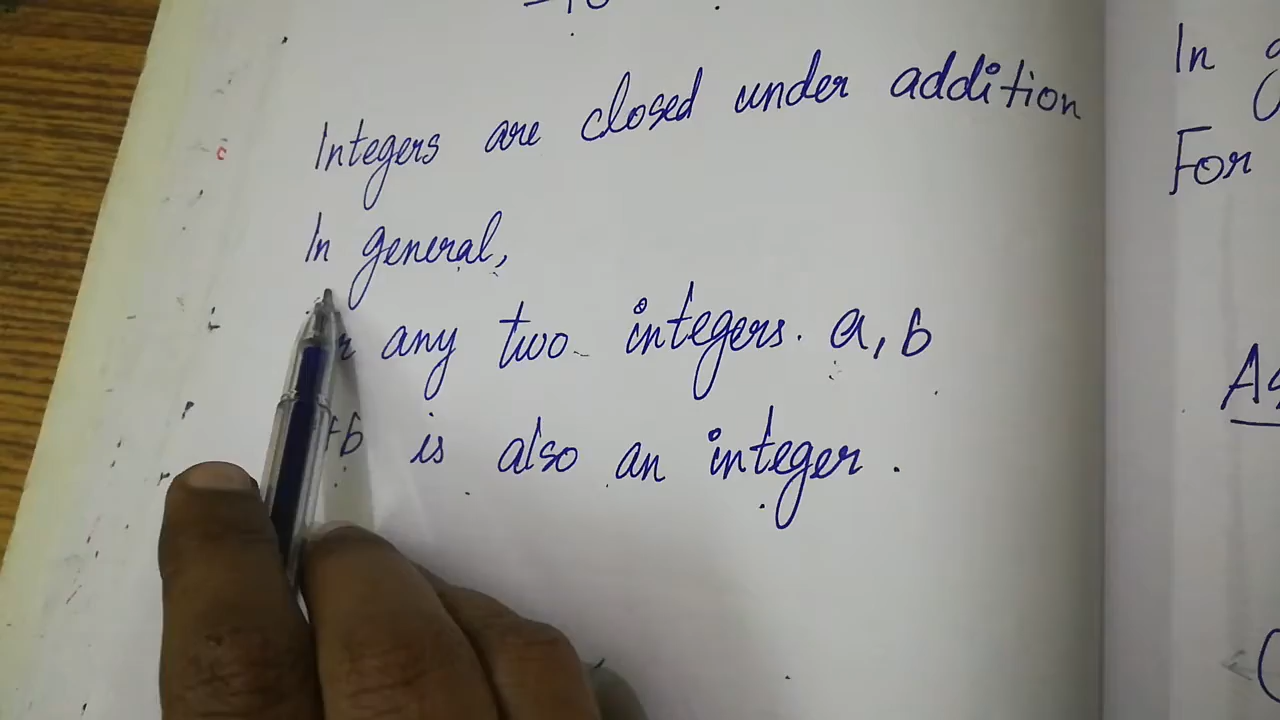 Integers are closed under addition
In general,
any two integers. a, b
+b is also an integer.
In
For